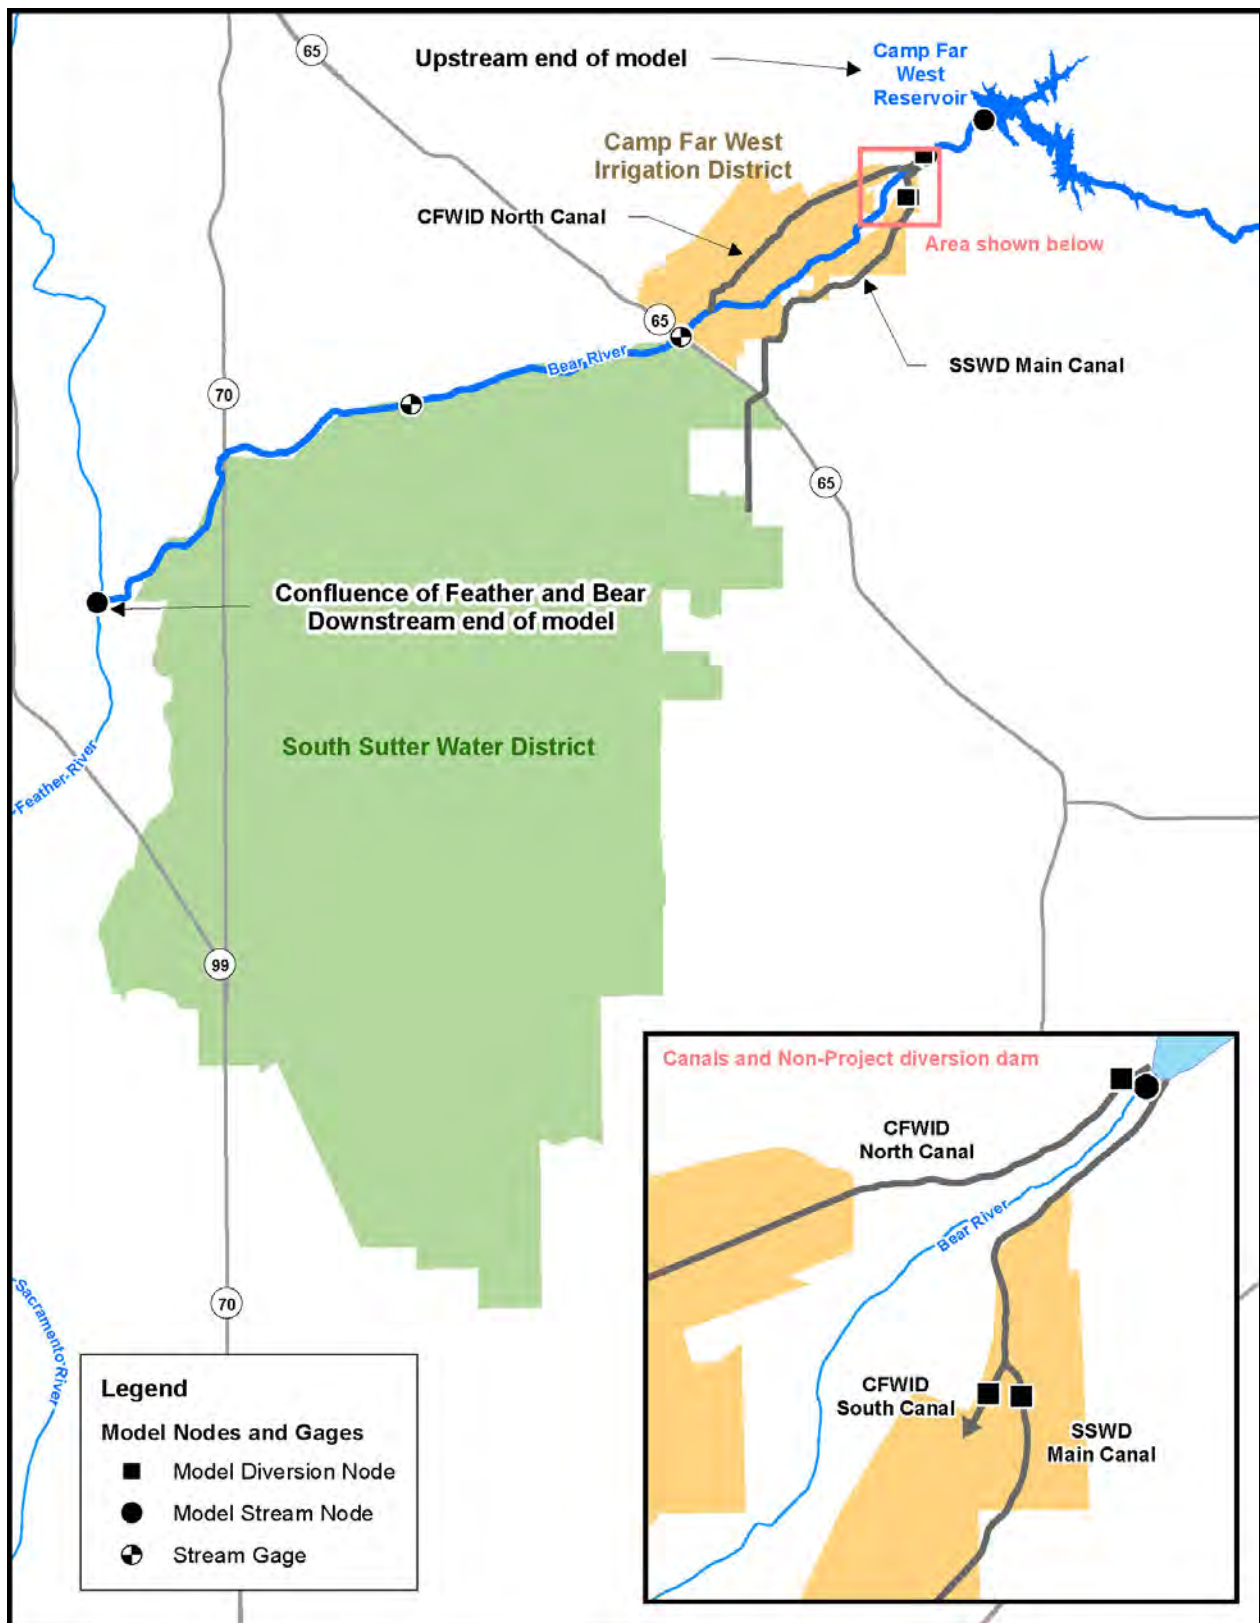 65
Upstream end of model
Camp Far
West
Reservoir
Camp Far West
Irrigation District
CFWID North Canal
Area shown below
65
Bear River
SSWD Main Canal
70
65
Confluence of Feather and Bear
Downstream end of model
South Sutter Water District
Feather River
99
70
Sacramento River
Canals and Non-Project diversion dam
CFWID
North Canal
Bear River
CFWID
South Canal
SSWD
Main Canal
Legend
Model Nodes and Gages
Model Diversion Node
Model Stream Node
Stream Gage